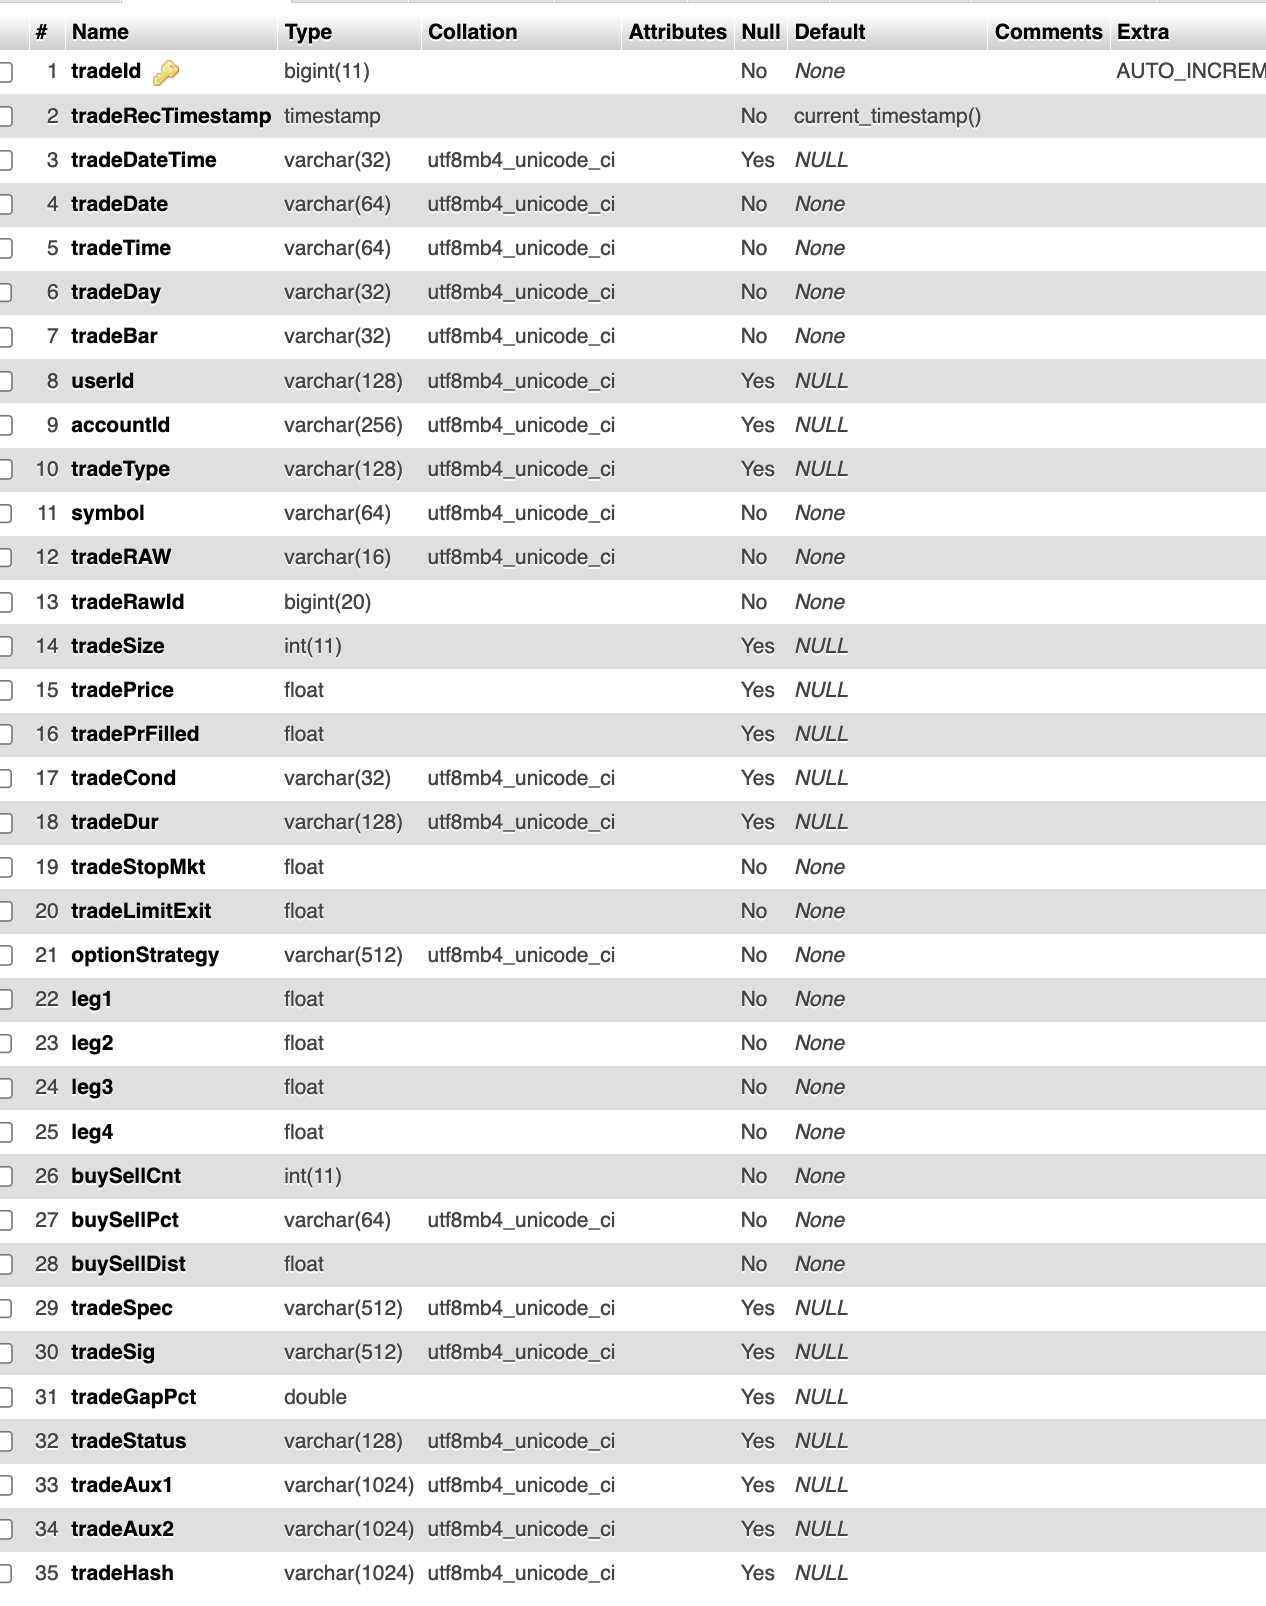 # Name Type Collation Attributes Null Default Comments Extra
1 tradeId bigint(11) No None AUTO_INCREM
2 tradeRecTimestamp timestamp No current_timestamp()
3 tradeDateTime varchar(32) utf8mb4_unicode_ci Yes NULL
4 tradeDate varchar(64) utf8mb4_unicode_ci No None
5 tradeTime varchar(64) utf8mb4_unicode_ci No None
6 tradeDay varchar(32) utf8mb4_unicode_ci No None
7 tradeBar varchar(32) utf8mb4_unicode_ci No None
8 userId varchar(128) utf8mb4_unicode_ci Yes NULL
9 accountId varchar(256) utf8mb4_unicode_ci Yes NULL
10 tradeType varchar(128) utf8mb4_unicode_ci Yes NULL
11 symbol varchar(64) utf8mb4_unicode_ci No None
12 tradeRAW varchar(16) utf8mb4_unicode_ci No None
13 tradeRawId bigint(20) No None
14 tradeSize int(11) Yes NULL
15 tradePrice float Yes NULL
16 tradePrFilled float Yes NULL
17 tradeCond varchar(32) utf8mb4_unicode_ci Yes NULL
18 tradeDur varchar(128) utf8mb4_unicode_ci Yes NULL
19 tradeStopMkt float No None
20 tradeLimitExit float No None
21 optionStrategy varchar(512) utf8mb4_unicode_ci No None
22 leg1 float No None
23 leg2 float No None
24 leg3 float No None
25 leg4 float No None
26 buySellCnt int(11) No None
27 buySellPct varchar(64) utf8mb4_unicode_ci No None
28 buySellDist float No None
29 tradeSpec varchar(512) utf8mb4_unicode_ci Yes NULL
30 tradeSig varchar(512) utf8mb4_unicode_ci Yes NULL
31 tradeGapPct double Yes NULL
32 tradeStatus varchar(128) utf8mb4_unicode_ci Yes NULL
33 tradeAux1 varchar(1024) utf8mb4_unicode_ci Yes NULL
34 tradeAux2 varchar(1024) utf8mb4_unicode_ci Yes NULL
35 tradeHash varchar(1024) utf8mb4_unicode_ci Yes NULL